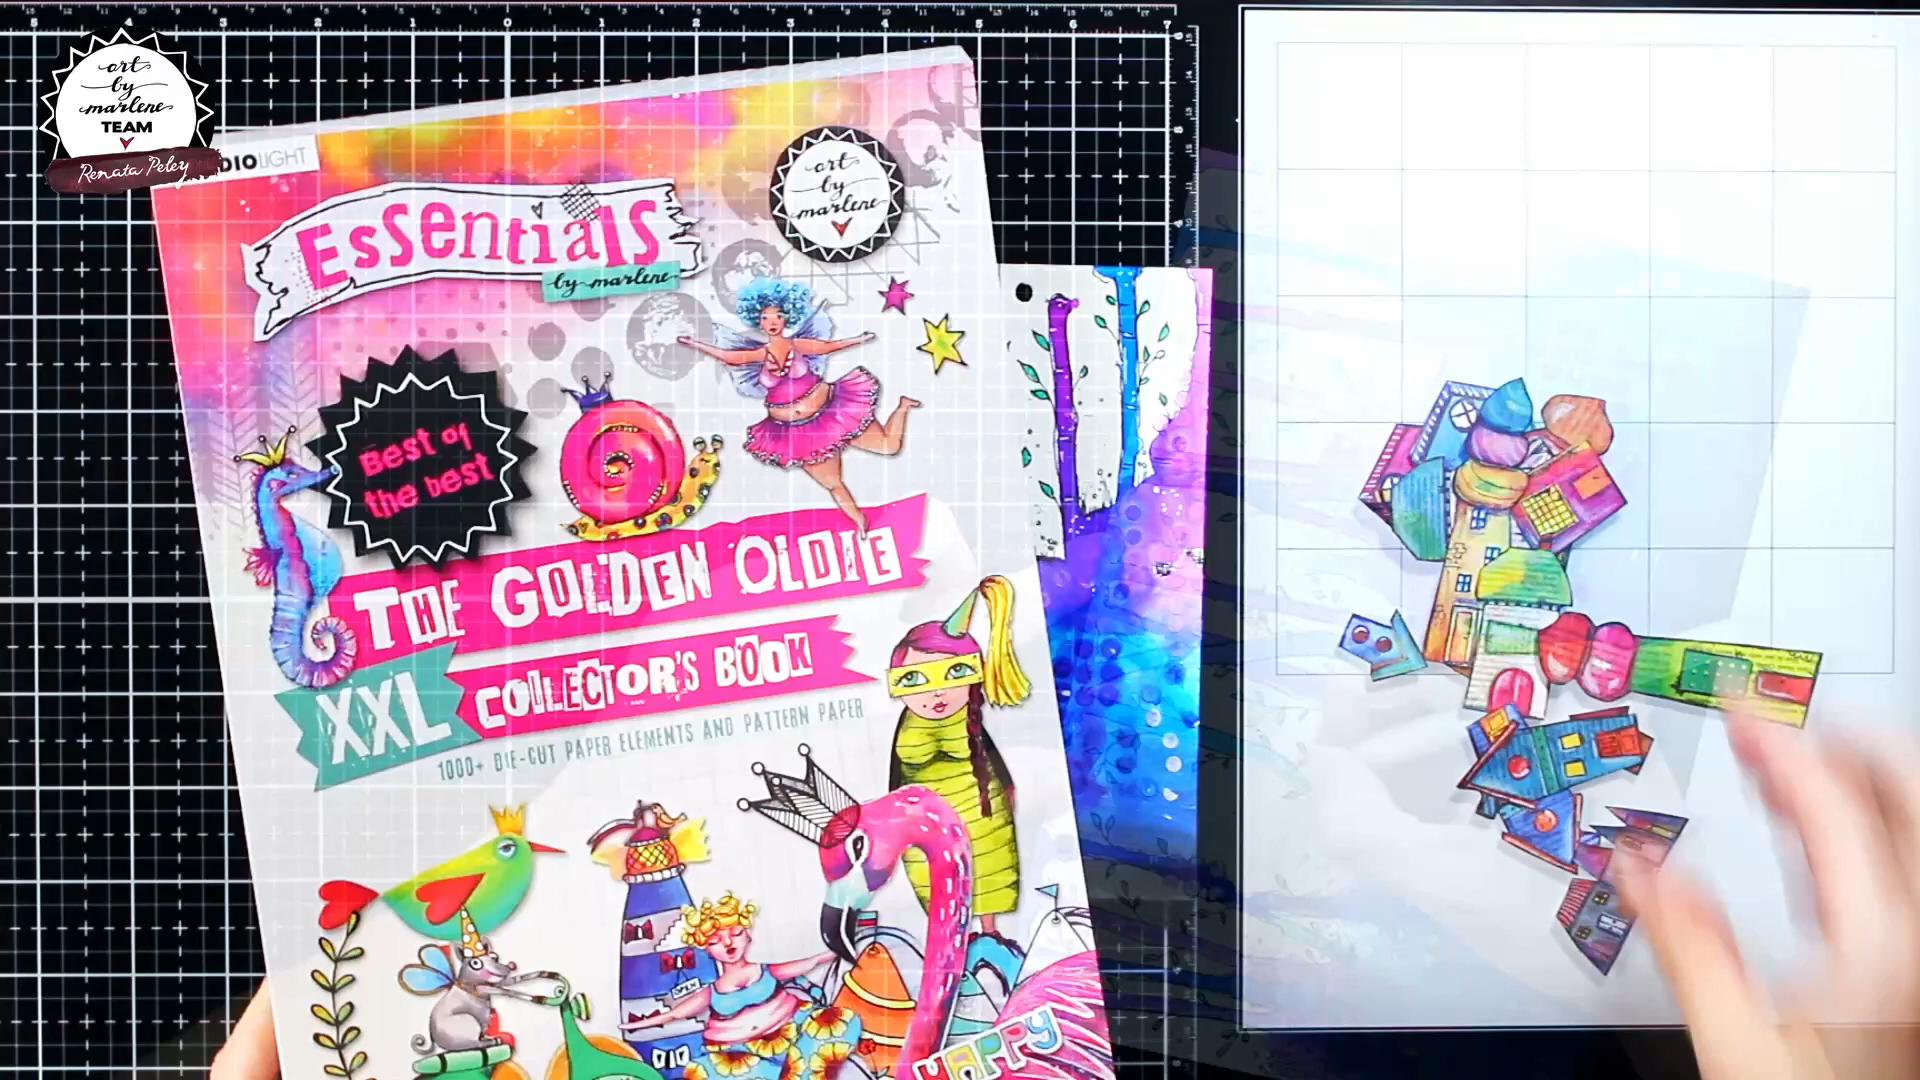 art
by
marlene
TEAM
Renata Peley
DIOLIGHT
Essentials
by marlene
art
by
marlene
Best of
the best
THE GOLDEN OLDIE
XXL
COLLECTOR'S BOOK
1000+ DIE-CUT PAPER ELEMENTS AND PATTERN PAPER
OPEN
HAPPY